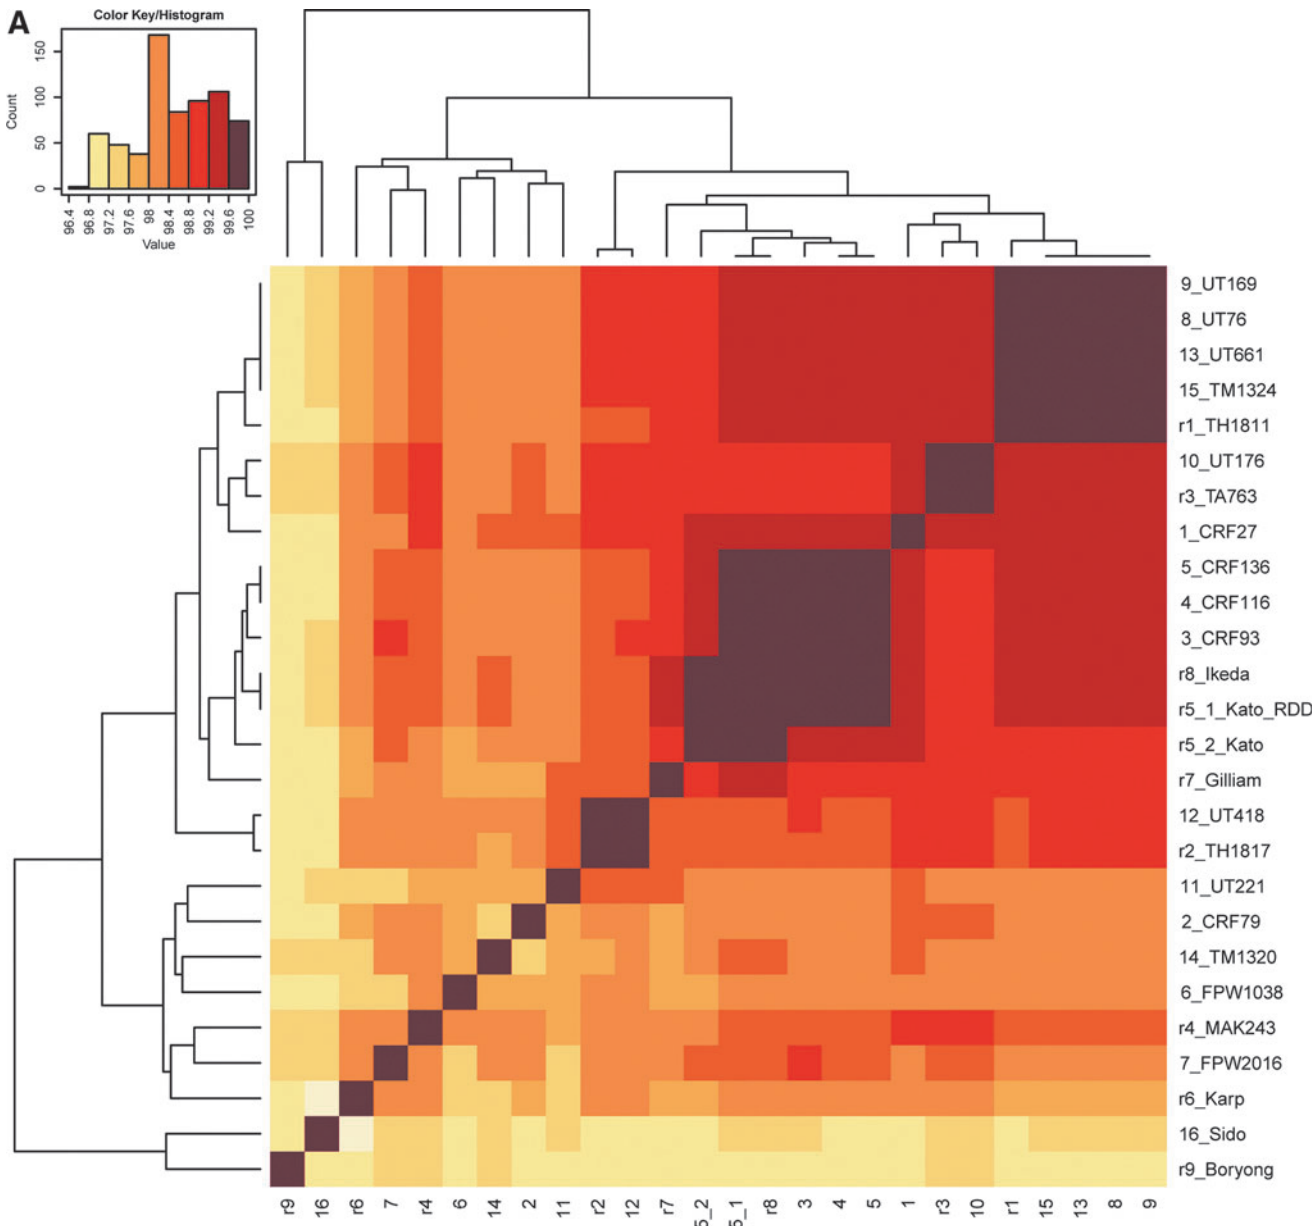 A
Color Key/Histogram
Count
0 50 100 150
96.4 96.8 97.2 97.6 98 98.4 98.8 99.2 99.6 100
Value
9_UT169
8_UT76
13_UT661
15_TM1324
r1_TH1811
10_UT176
r3_TA763
1_CRF27
5_CRF136
4_CRF116
3_CRF93
r8_Ikeda
r5_1_Kato_RDD
r5_2_Kato
r7_Gilliam
12_UT418
r2_TH1817
11_UT221
2_CRF79
14_TM1320
6_FPW1038
r4_MAK243
7_FPW2016
r6_Karp
16_Sido
r9_Boryong
r9 16 r6 7 r4 6 14 2 11 r2 12 r7 5_2 5_1 r8 3 4 5 1 r3 10 r1 15 13 8 9